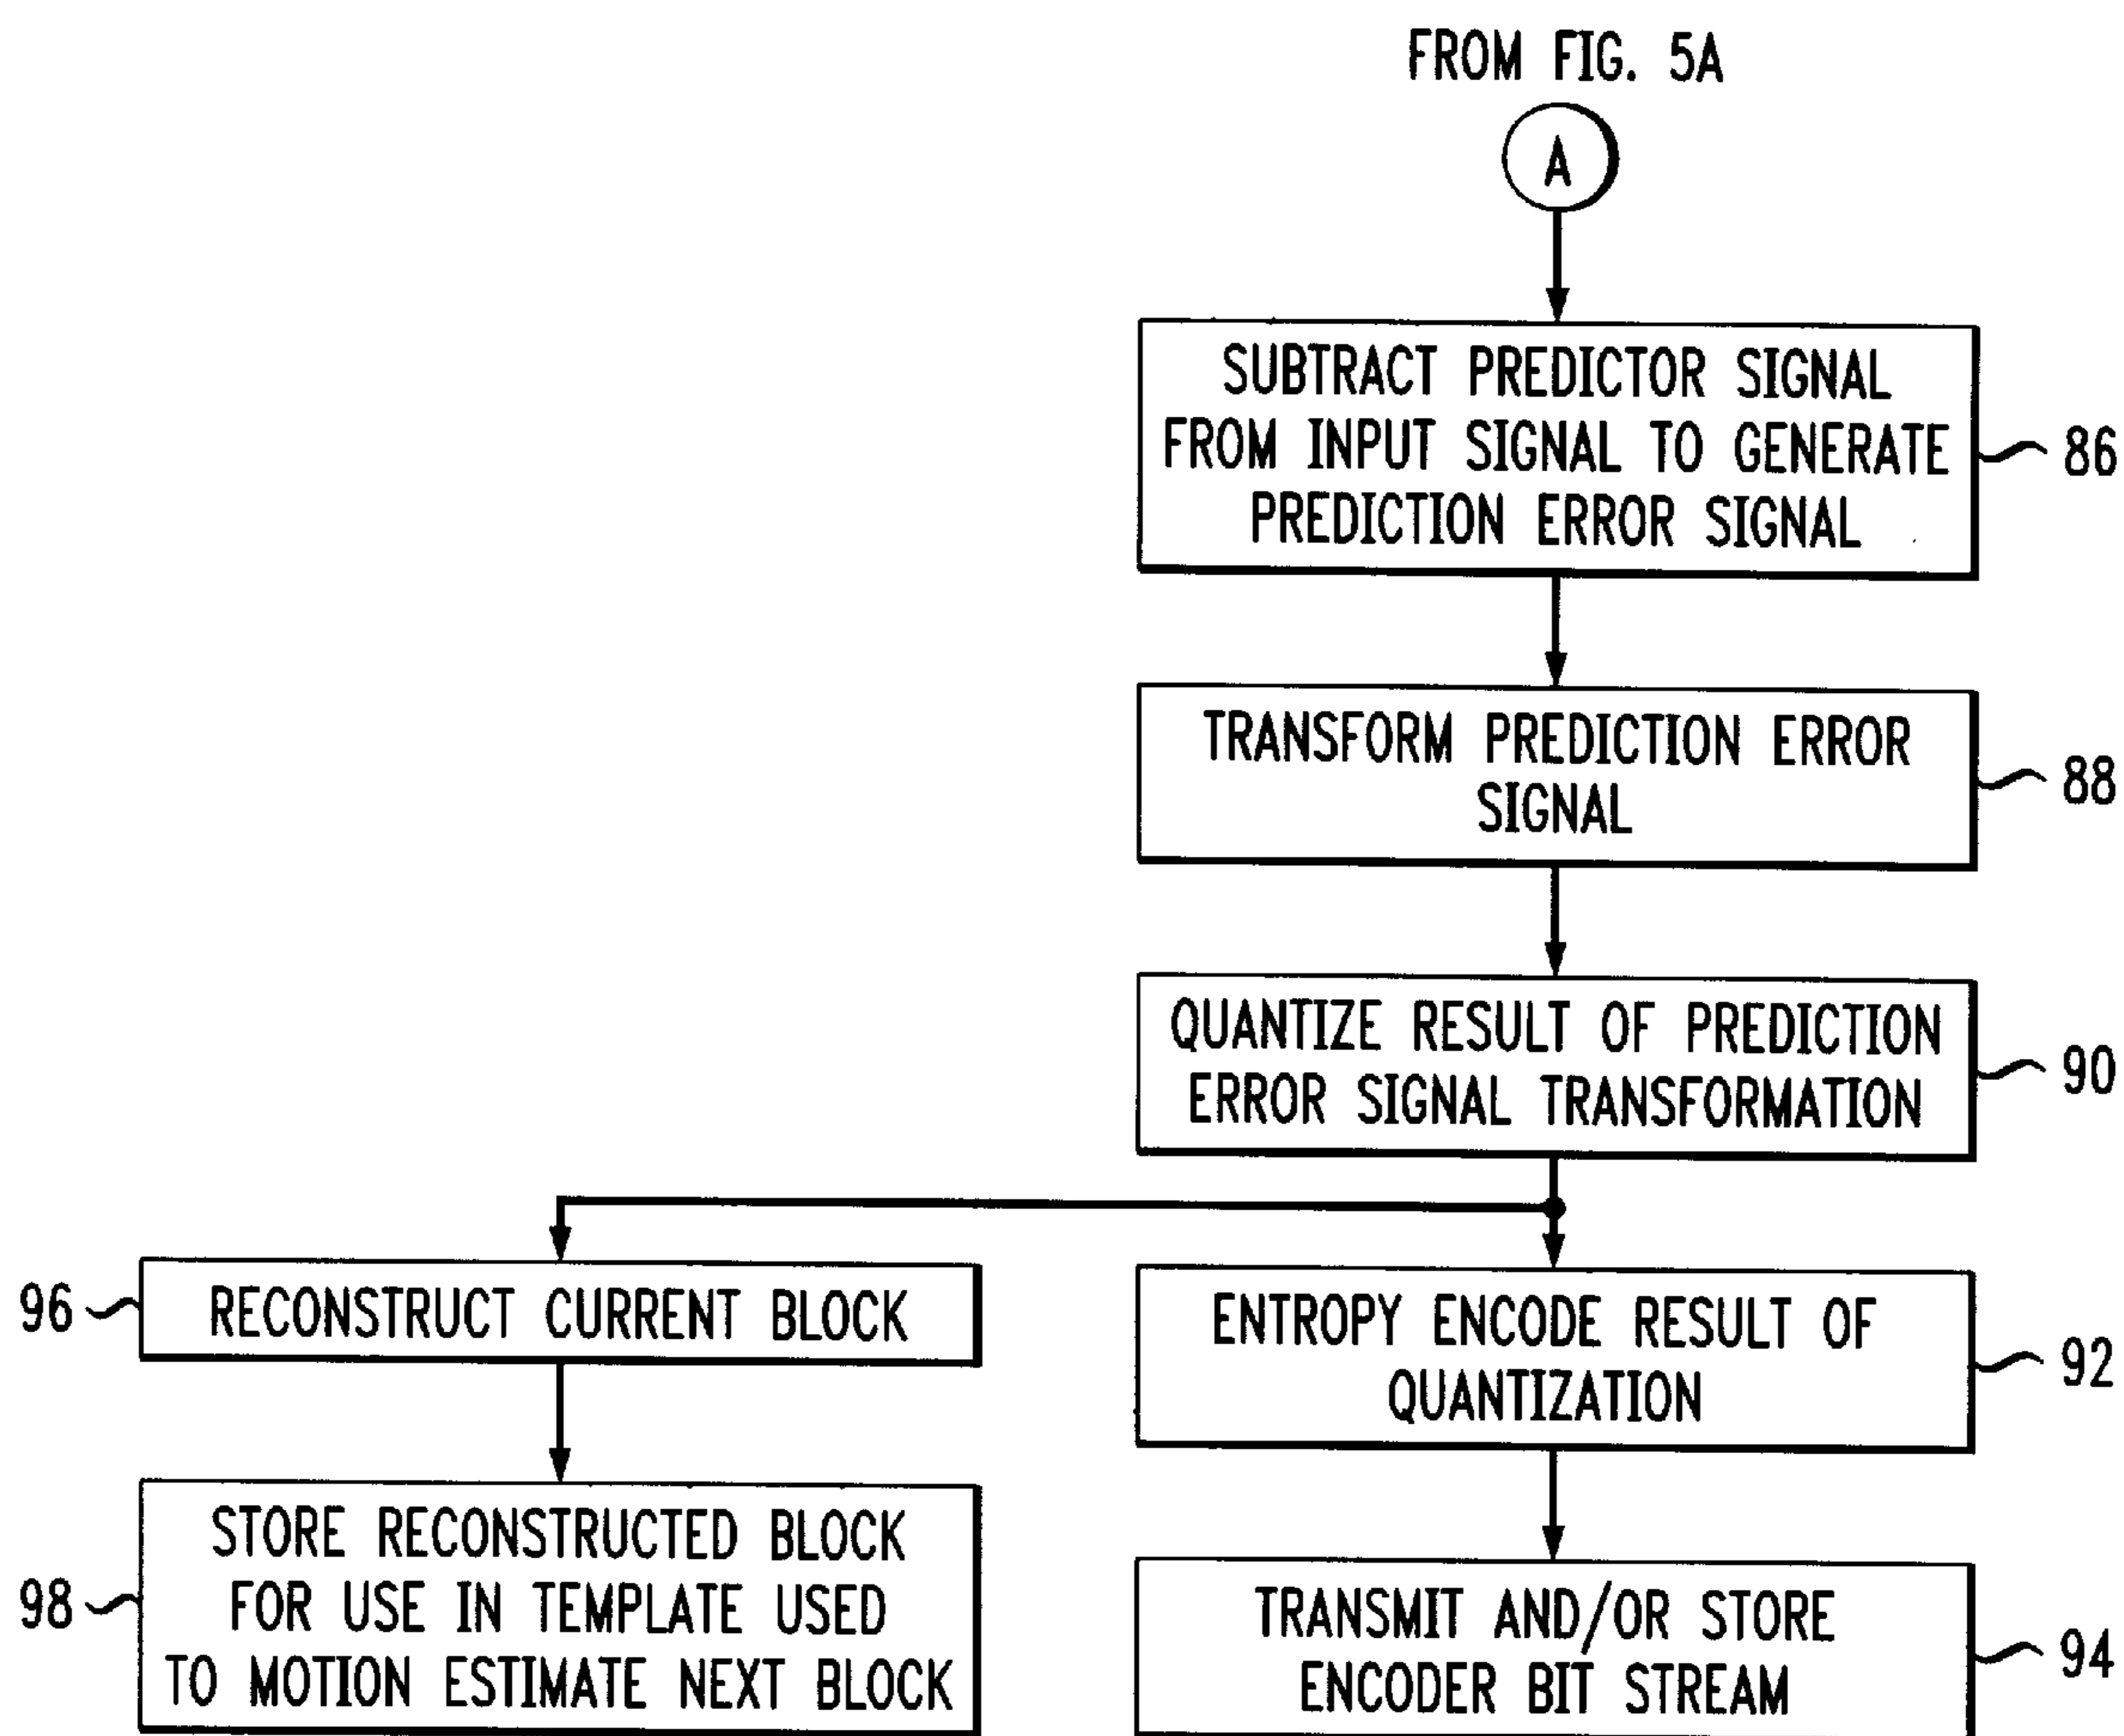 FROM FIG. 5A
A
SUBTRACT PREDICTOR SIGNAL
FROM INPUT SIGNAL TO GENERATE
PREDICTION ERROR SIGNAL
86
TRANSFORM PREDICTION ERROR
SIGNAL
88
QUANTIZE RESULT OF PREDICTION
ERROR SIGNAL TRANSFORMATION
90
96
RECONSTRUCT CURRENT BLOCK
ENTROPY ENCODE RESULT OF
QUANTIZATION
92
98
STORE RECONSTRUCTED BLOCK
FOR USE IN TEMPLATE USED
TO MOTION ESTIMATE NEXT BLOCK
TRANSMIT AND/OR STORE
ENCODER BIT STREAM
94